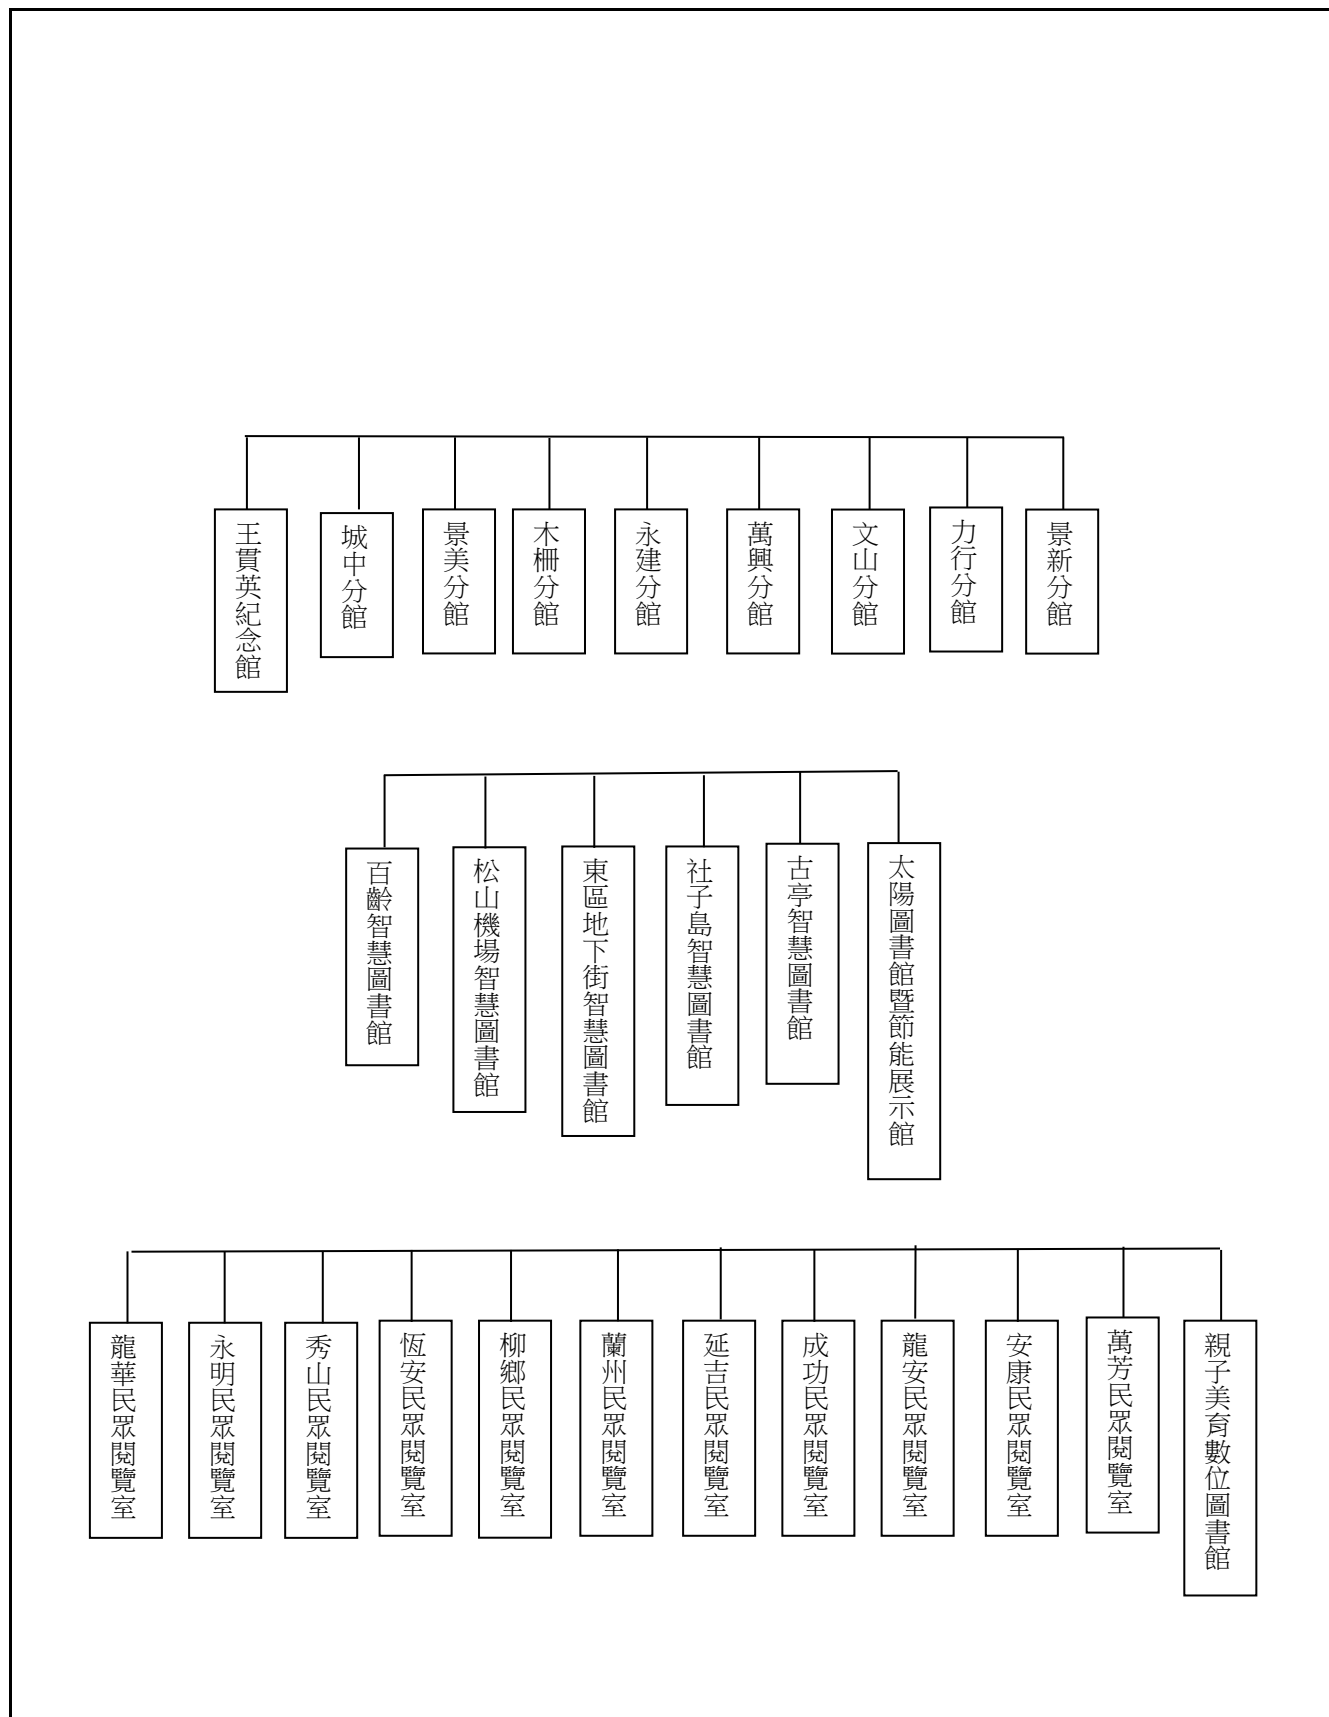 王貫英紀念館
城中分館
景美分館
木柵分館
永建分館
萬興分館
文山分館
力行分館
景新分館
百齡智慧圖書館
松山機場智慧圖書館
東區地下街智慧圖書館
社子島智慧圖書館
古亭智慧圖書館
太陽圖書館暨節能展示館
龍華民眾閱覽室
永明民眾閱覽室
秀山民眾閱覽室
恆安民眾閱覽室
柳鄉民眾閱覽室
蘭州民眾閱覽室
延吉民眾閱覽室
成功民眾閱覽室
龍安民眾閱覽室
安康民眾閱覽室
萬芳民眾閱覽室
親子美育數位圖書館